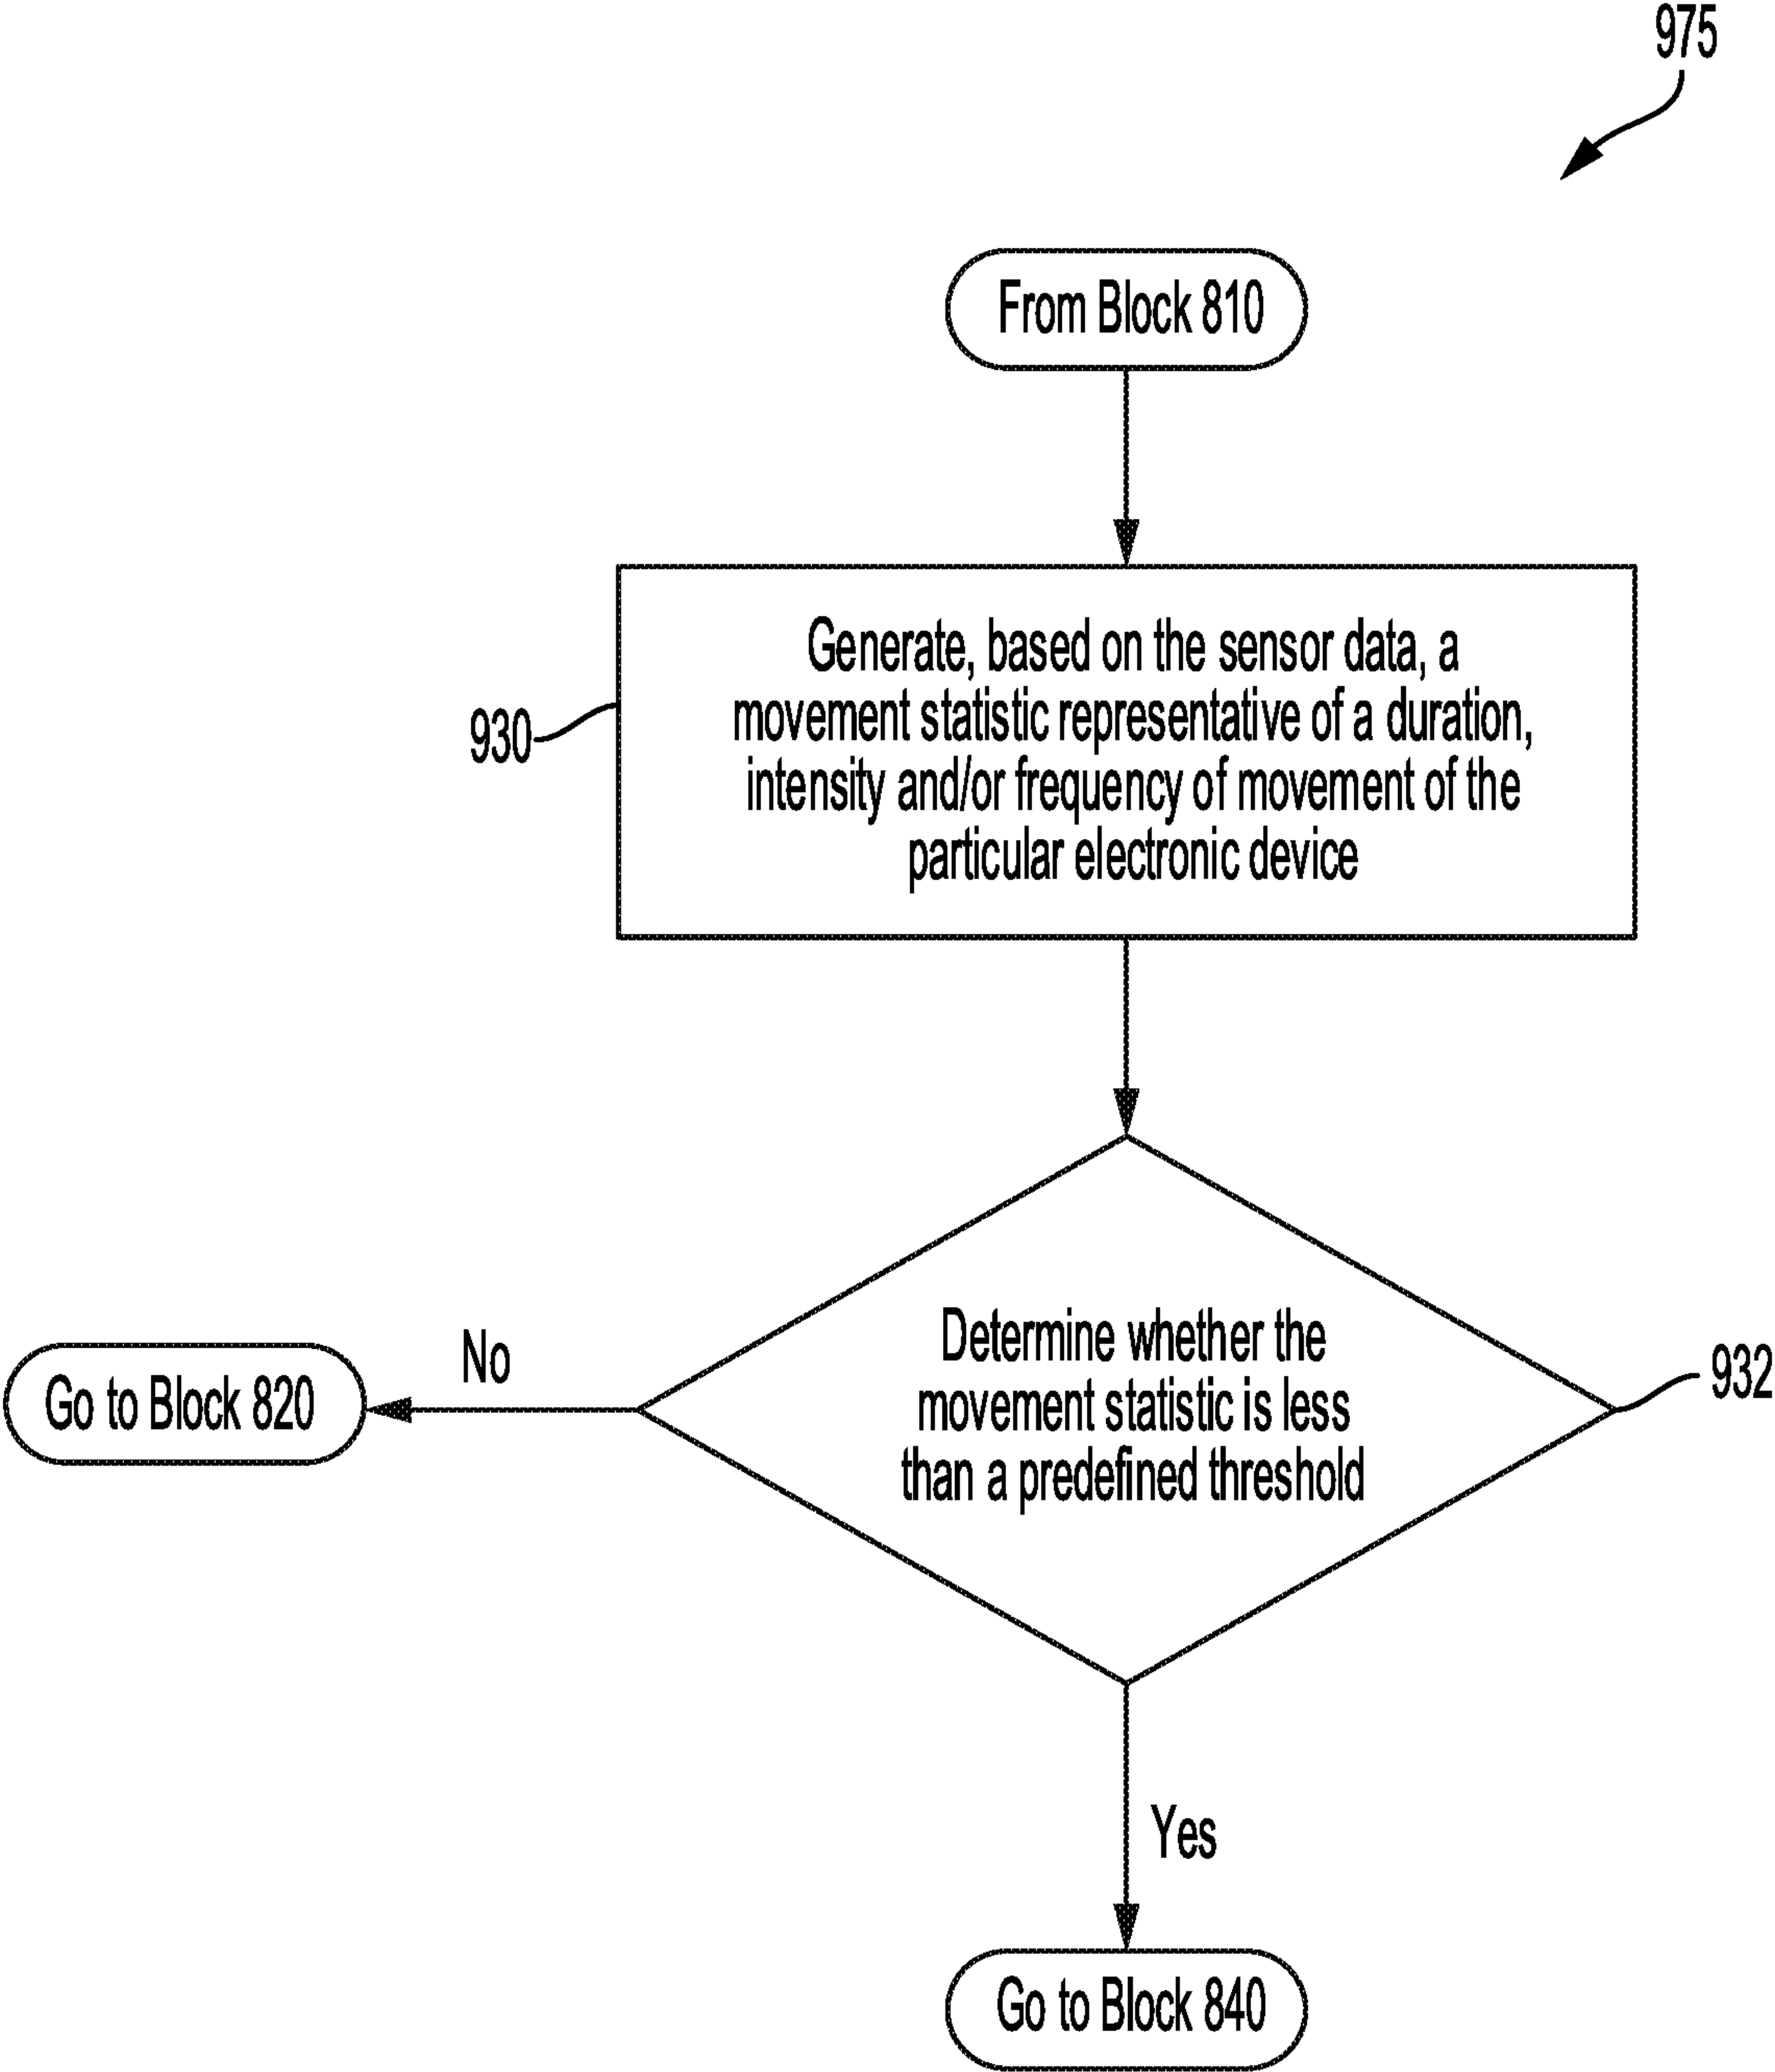 975
From Block 810
Generate, based on the sensor data, a
movement statistic representative of a duration,
intensity and/or frequency of movement of the
particular electronic device
930
Determine whether the
movement statistic is less
than a predefined threshold
932
No
Go to Block 820
Yes
Go to Block 840